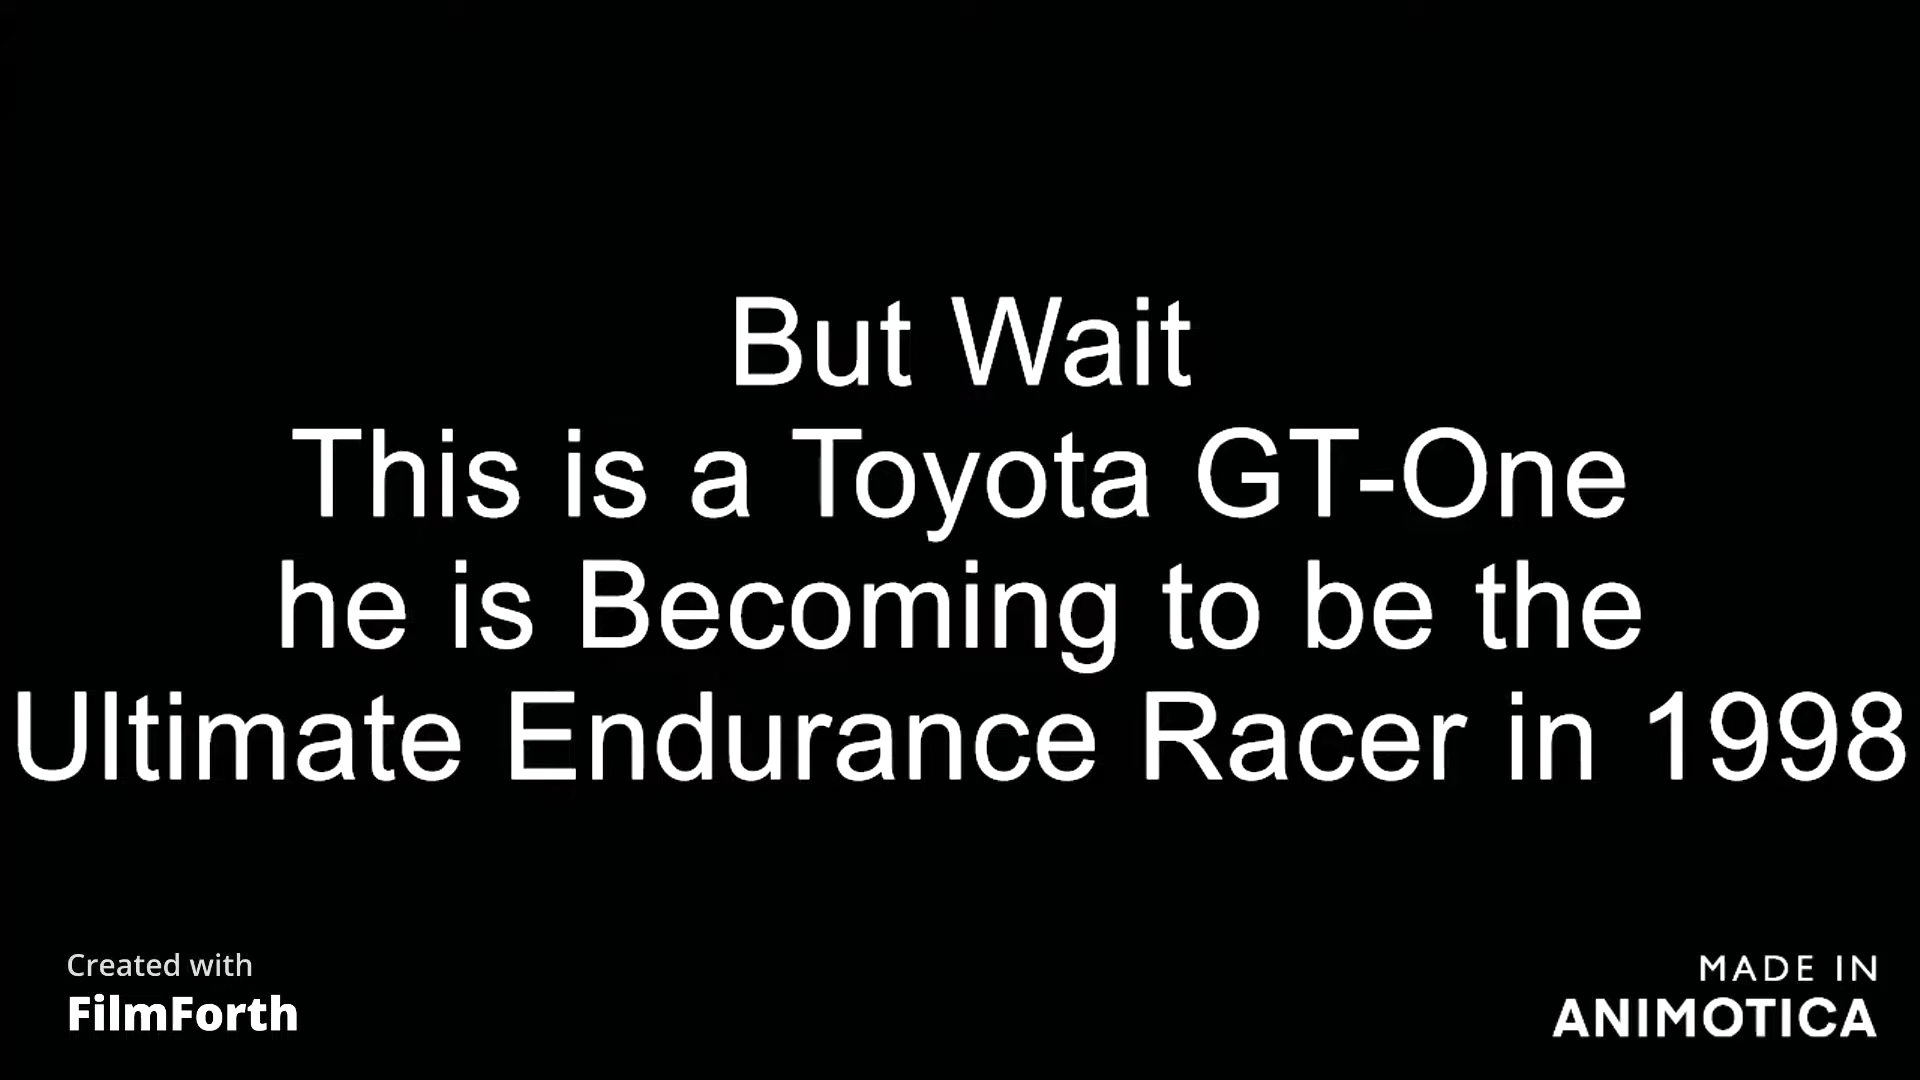 But Wait
This is a Toyota GT-One
he is Becoming to be the
Ultimate Endurance Racer in 1998
Created with
FilmForth
MADE IN
ANIMOTICA